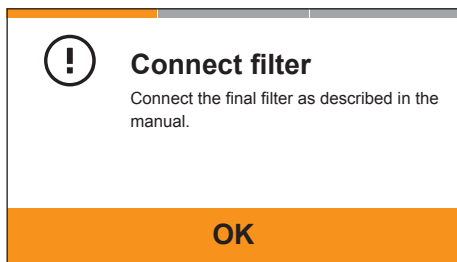 Connect filter
Connect the final filter as described in the
manual.
OK